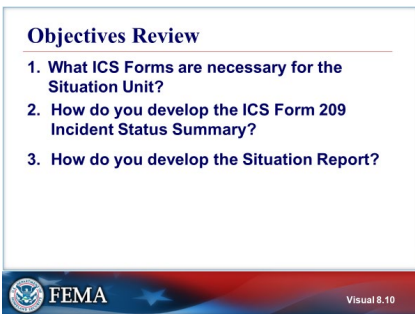 Objectives Review
1. What ICS Forms are necessary for the
Situation Unit?
2. How do you develop the ICS Form 209
Incident Status Summary?
3. How do you develop the Situation Report?
FEMA
Visual 8.10